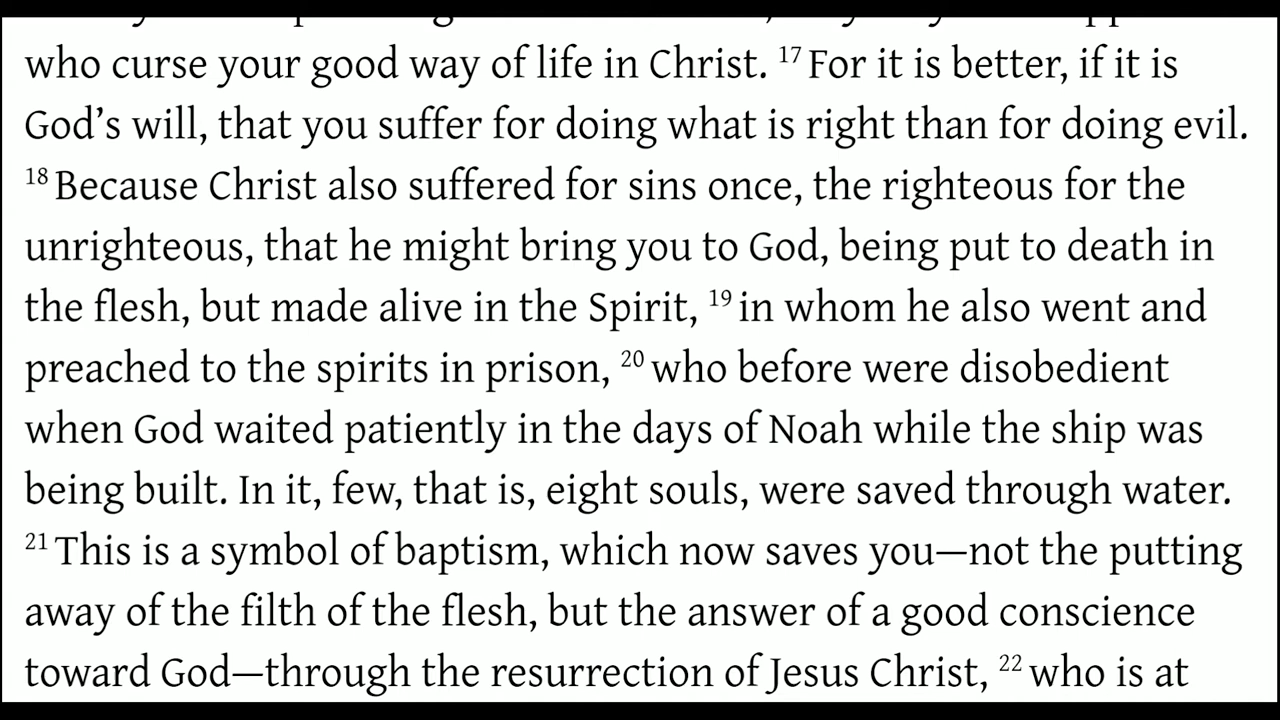 who curse your good way of life in Christ. 17 For it is better, if it is
God’s will, that you suffer for doing what is right than for doing evil.
18 Because Christ also suffered for sins once, the righteous for the
unrighteous, that he might bring you to God, being put to death in
the flesh, but made alive in the Spirit, 19 in whom he also went and
preached to the spirits in prison, 20 who before were disobedient
when God waited patiently in the days of Noah while the ship was
being built. In it, few, that is, eight souls, were saved through water.
21 This is a symbol of baptism, which now saves you—not the putting
away of the filth of the flesh, but the answer of a good conscience
toward God—through the resurrection of Jesus Christ, 22 who is at